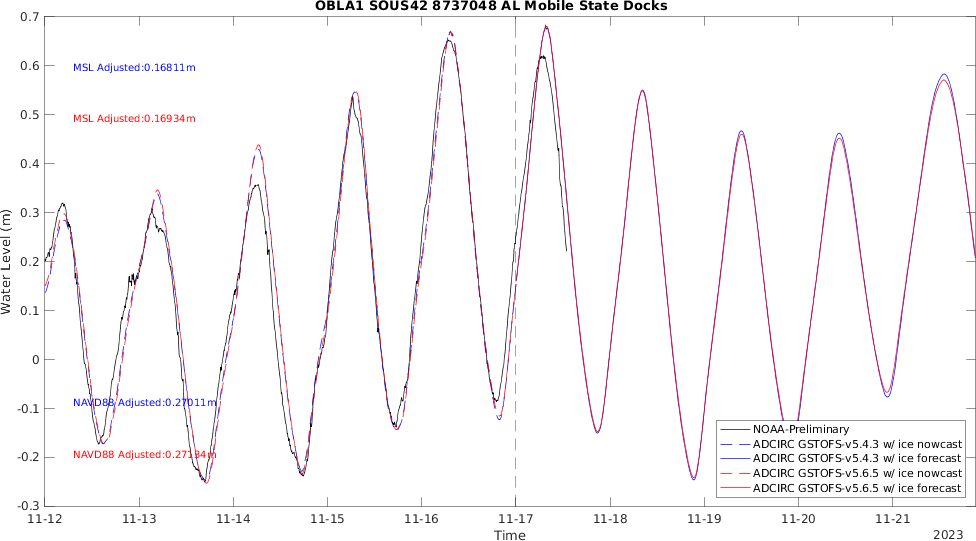 OBLA1 SOUS42 8737048 AL Mobile State Docks
0.7
0.6
0.5
0.4
0.3
0.2
0.1
0
-0.1
-0.2
-0.3
Water Level (m)
MSL Adjusted:0.16811m
MSL Adjusted:0.16934m
NAVD88 Adjusted:0.27011m
NAVD88 Adjusted:0.27134m
NOAA-Preliminary
ADCIRC GSTOFS-v5.4.3 w/ ice nowcast
ADCIRC GSTOFS-v5.4.3 w/ ice forecast
ADCIRC GSTOFS-v5.6.5 w/ ice nowcast
ADCIRC GSTOFS-v5.6.5 w/ ice forecast
11-12 11-13 11-14 11-15 11-16 11-17 11-18 11-19 11-20 11-21
Time
2023